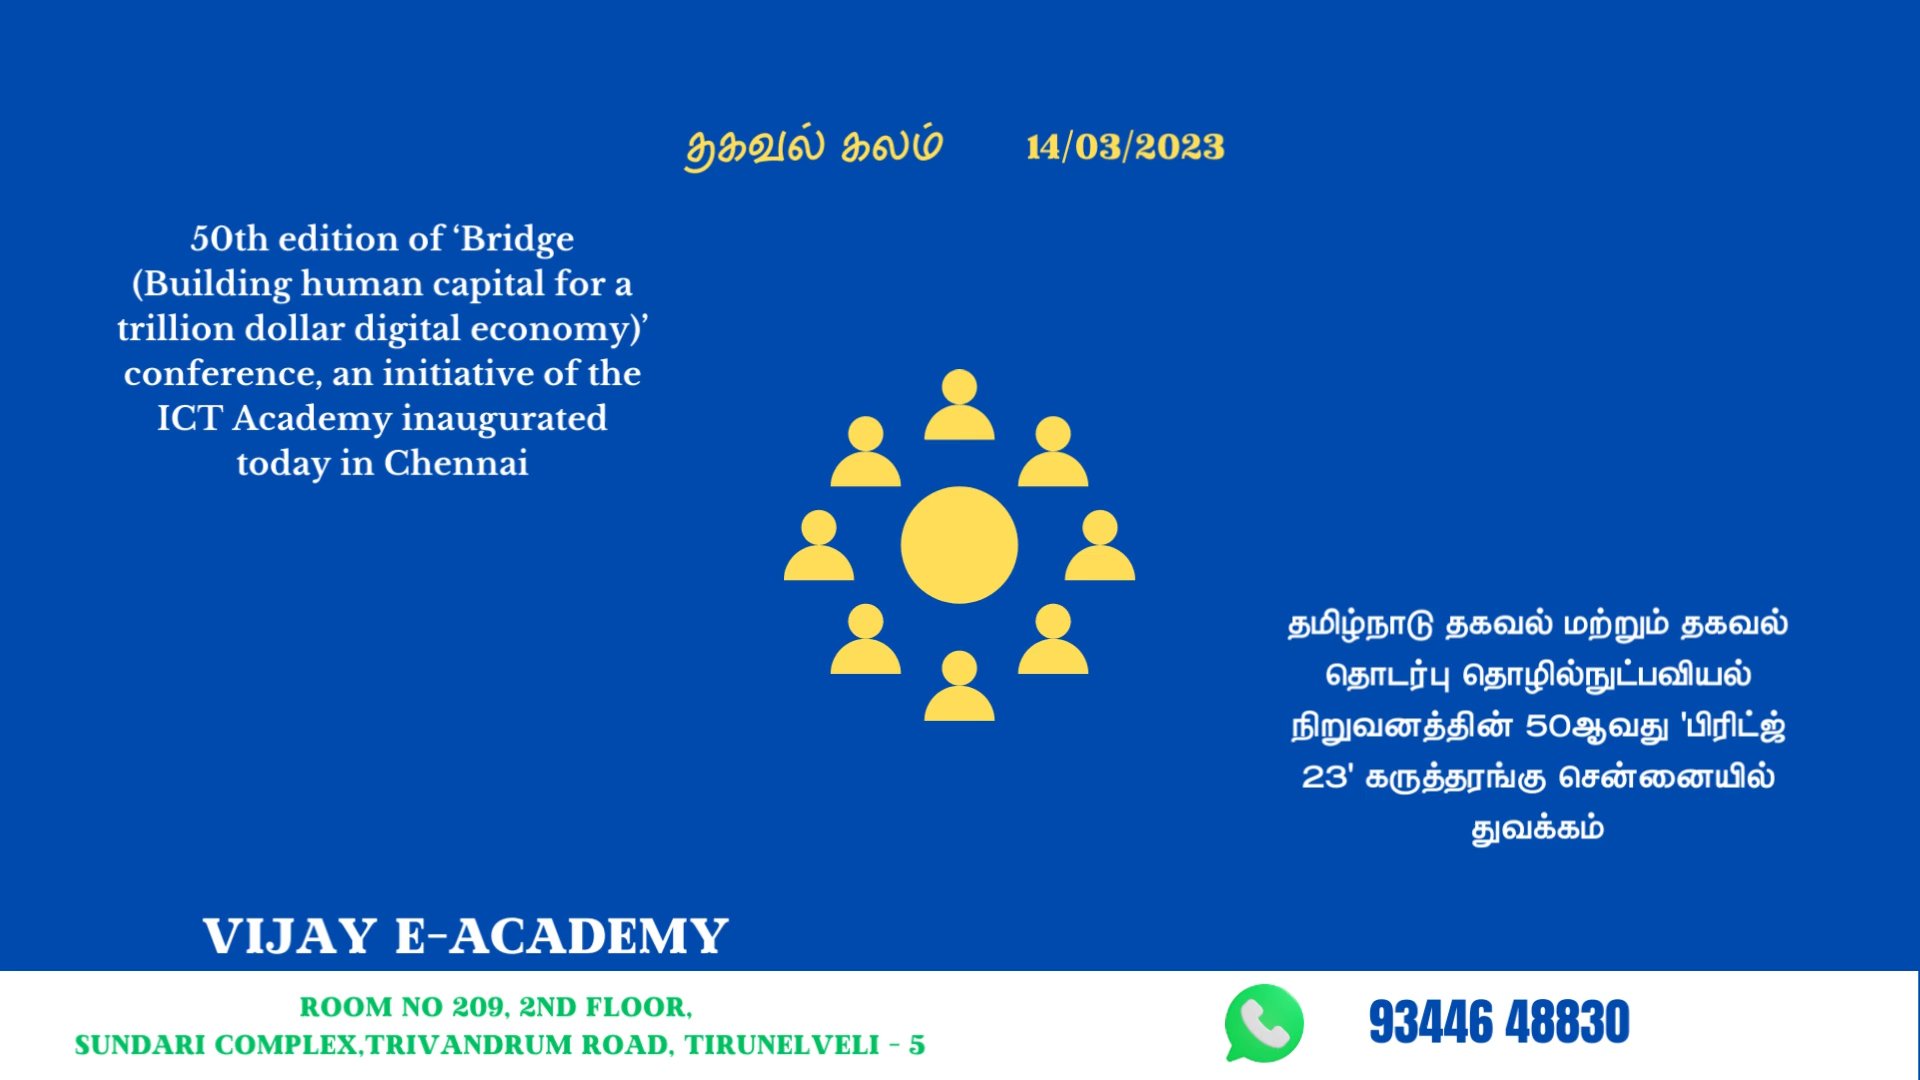 தகவல் களம் 14/03/2023
50th edition of ‘Bridge
(Building human capital for a
trillion dollar digital economy)’
conference, an initiative of the
ICT Academy inaugurated
today in Chennai
தமிழ்நாடு தகவல் மற்றும் தகவல்
தொடர்பு தொழில்நுட்பவியல்
நிறுவனத்தின் 50ஆவது 'பிரிட்ஜ்
23' கருத்தரங்கு சென்னையில்
துவக்கம்
VIJAY E-ACADEMY
ROOM NO 209, 2ND FLOOR,
SUNDARI COMPLEX,TRIVANDRUM ROAD, TIRUNELVELI - 5
93446 48830